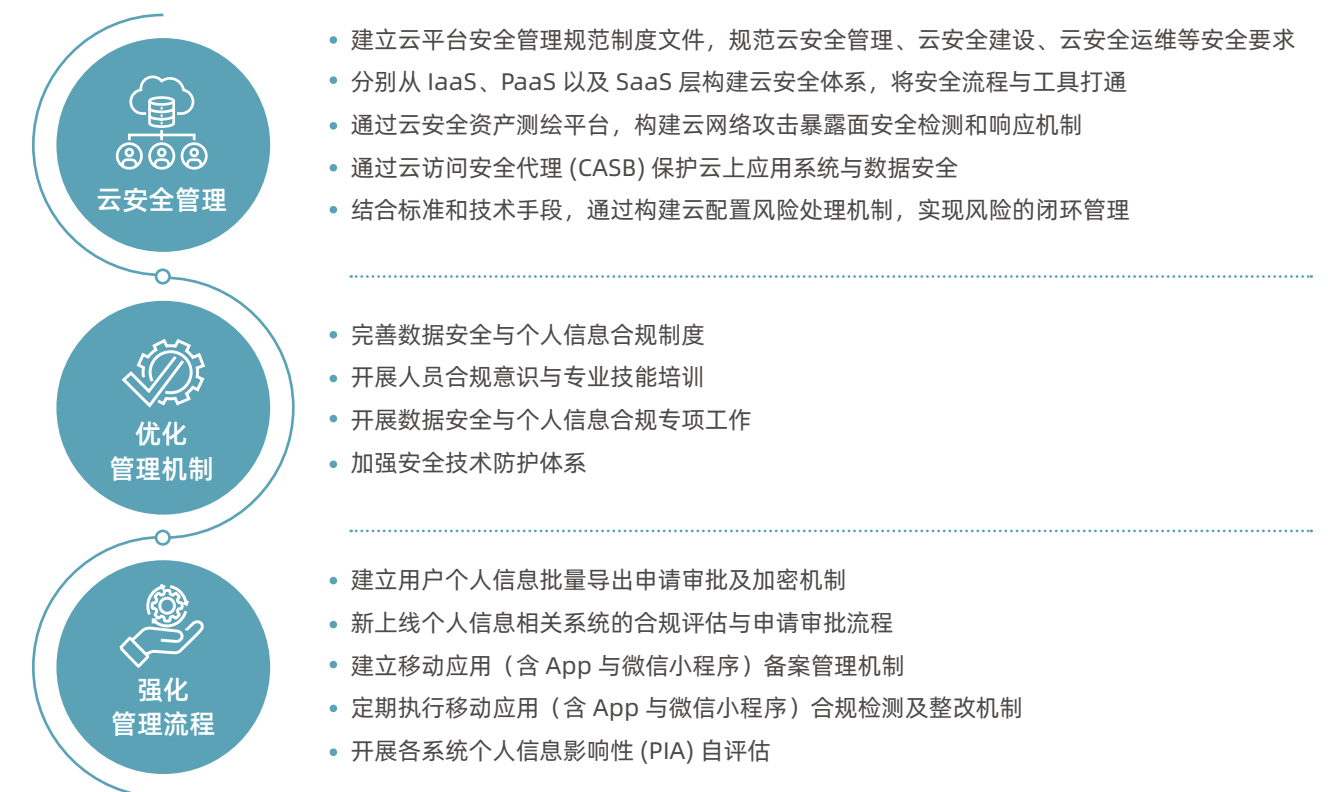 云安全管理
建立云平台安全管理规范制度文件，规范云安全管理、云安全建设、云安全运维等安全要求
分别从 IaaS、PaaS 以及 SaaS 层构建云安全体系，将安全流程与工具打通
通过云安全资产测绘平台，构建云网络攻击暴露面安全检测和响应机制
通过云访问安全代理 (CASB) 保护云上应用系统与数据安全
结合标准和技术手段，通过构建云配置风险处理机制，实现风险的闭环管理
优化
管理机制
完善数据安全与个人信息合规制度
开展人员合规意识与专业技能培训
开展数据安全与个人信息合规专项工作
加强安全技术防护体系
强化
管理流程
建立用户个人信息批量导出申请审批及加密机制
新上线个人信息相关系统的合规评估与申请审批流程
建立移动应用（含 App 与微信小程序）备案管理机制
定期执行移动应用（含 App 与微信小程序）合规检测及整改机制
开展各系统个人信息影响性 (PIA) 自评估